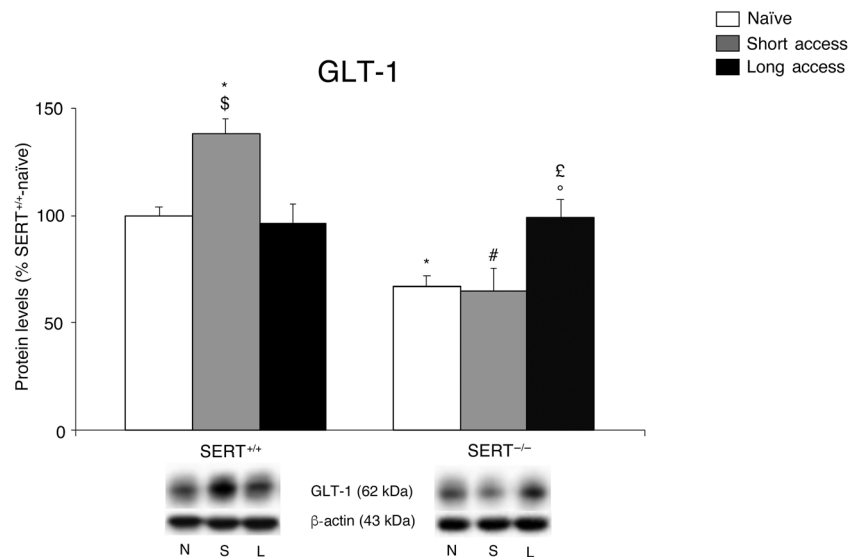 Naïve
Short access
Long access
GLT-1
Protein levels (% SERT+/+-naïve)
150
100
50
0
*
$
*
#
£
°
SERT+/+
SERT–/–
GLT-1 (62 kDa)
β-actin (43 kDa)
N S L
N S L